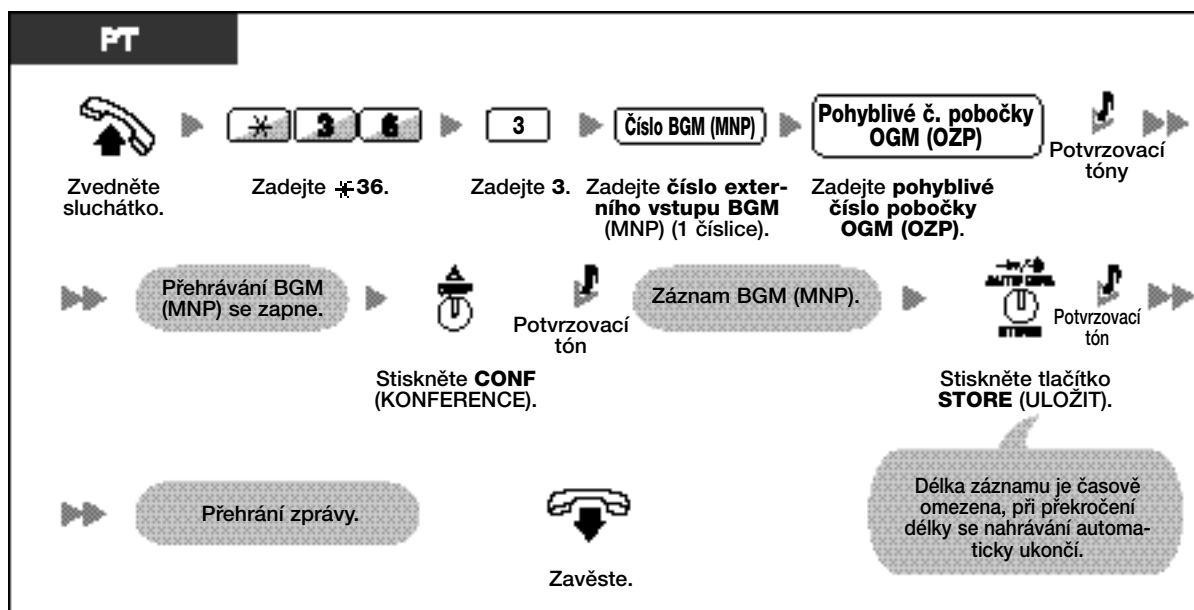 PT
✳ 3 6
3
Číslo BGM (MNP)
Pohyblivé č. pobočky
OGM (OZP)
Potvrzovací
tóny
Zvedněte
sluchátko.
Zadejte ✳36.
Zadejte 3.
Zadejte číslo exter-
ního vstupu BGM
(MNP) (1 číslice).
Zadejte pohyblivé
číslo pobočky
OGM (OZP).
Přehrávání BGM
(MNP) se zapne.
Potvrzovací
tón
Záznam BGM (MNP).
AUTO DIAL
STORE
Potvrzovací
tón
Stiskněte CONF
(KONFERENCE).
Stiskněte tlačítko
STORE (ULOŽIT).
Přehrání zprávy.
Zavěste.
Délka záznamu je časově
omezena, při překročení
délky se nahrávání automa-
ticky ukončí.